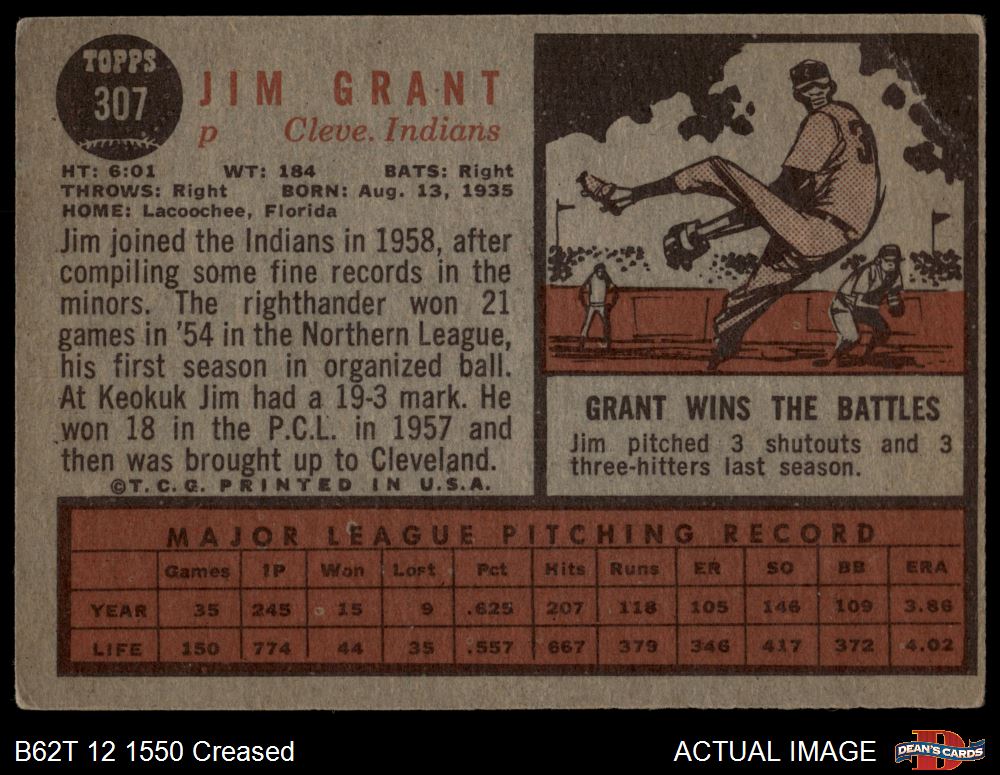 TOPPS
307
JIM GRANT
p Cleve. Indians
HT: 6:01 WT: 184 BATS: Right
THROWS: Right BORN: Aug. 13, 1935
HOME: Lacoochee, Florida
Jim joined the Indians in 1958, after
compiling some fine records in the
minors. The righthander won 21
games in '54 in the Northern League,
his first season in organized ball.
At Keokuk Jim had a 19-3 mark. He
won 18 in the P.C.L. in 1957 and
then was brought up to Cleveland.
©T.C.G. PRINTED IN U.S.A.
3
GRANT WINS THE BATTLES
Jim pitched 3 shutouts and 3
three-hitters last season.
MAJOR LEAGUE PITCHING RECORD
Games IP Won Lost Pct Hits Runs ER SO BB ERA
YEAR 35 245 15 9 .625 207 118 105 146 109 3.86
LIFE 150 774 44 35 .557 667 379 346 417 372 4.02
B62T 12 1550 Creased
ACTUAL IMAGE
D
DEAN'S CARDS